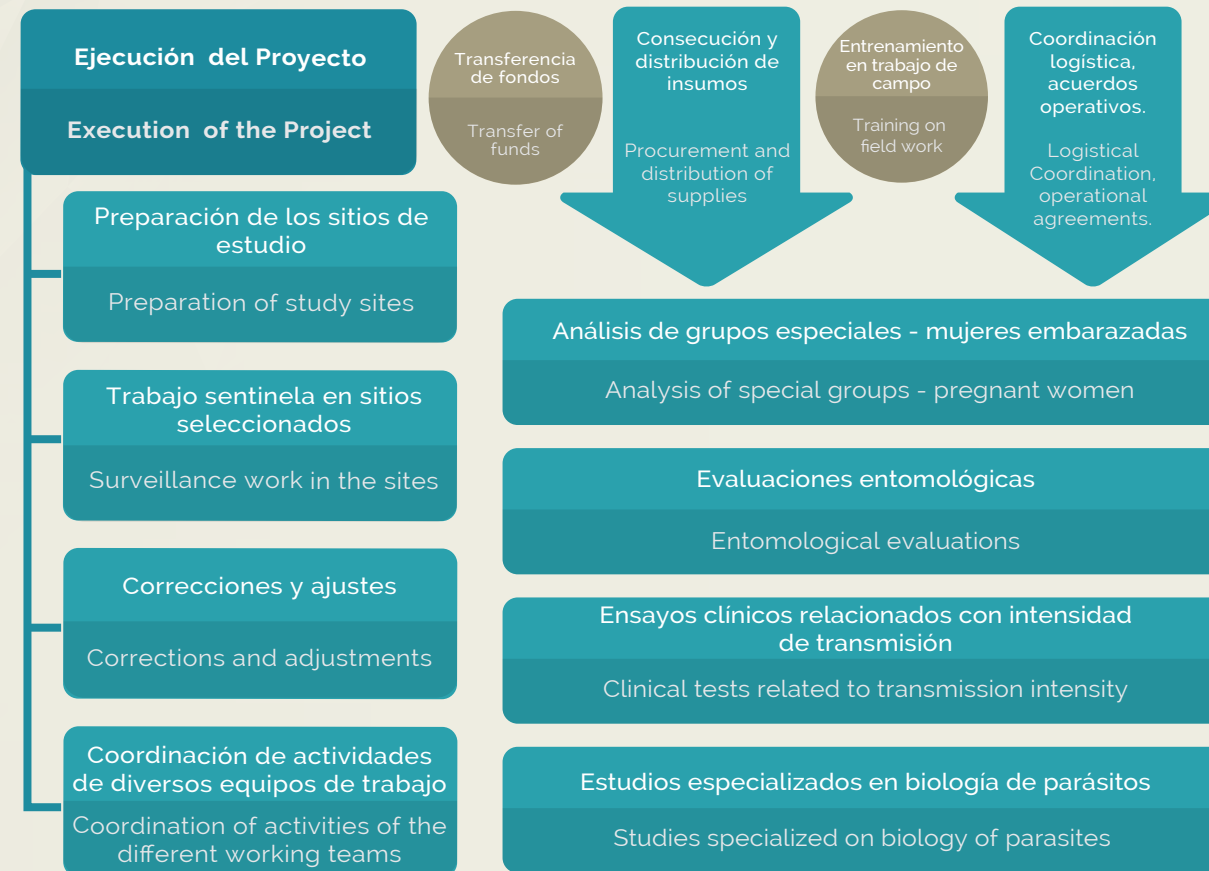 Ejecución del Proyecto
Execution of the Project
Transferencia
de fondos
Transfer of
funds
Consecución y
distribución de
insumos
Procurement and
distribution of
supplies
Entrenamiento
en trabajo de
campo
Training on
field work
Coordinación
logística,
acuerdos
operativos.
Logistical
Coordination,
operational
agreements.
Preparación de los sitios de
estudio
Preparation of study sites
Trabajo sentinela en sitios
seleccionados
Surveillance work in the sites
Correcciones y ajustes
Corrections and adjustments
Coordinación de actividades
de diversos equipos de trabajo
Coordination of activities of the
different working teams
Análisis de grupos especiales - mujeres embarazadas
Analysis of special groups - pregnant women
Evaluaciones entomológicas
Entomological evaluations
Ensayos clínicos relacionados con intensidad
de transmisión
Clinical tests related to transmission intensity
Estudios especializados en biología de parásitos
Studies specialized on biology of parasites